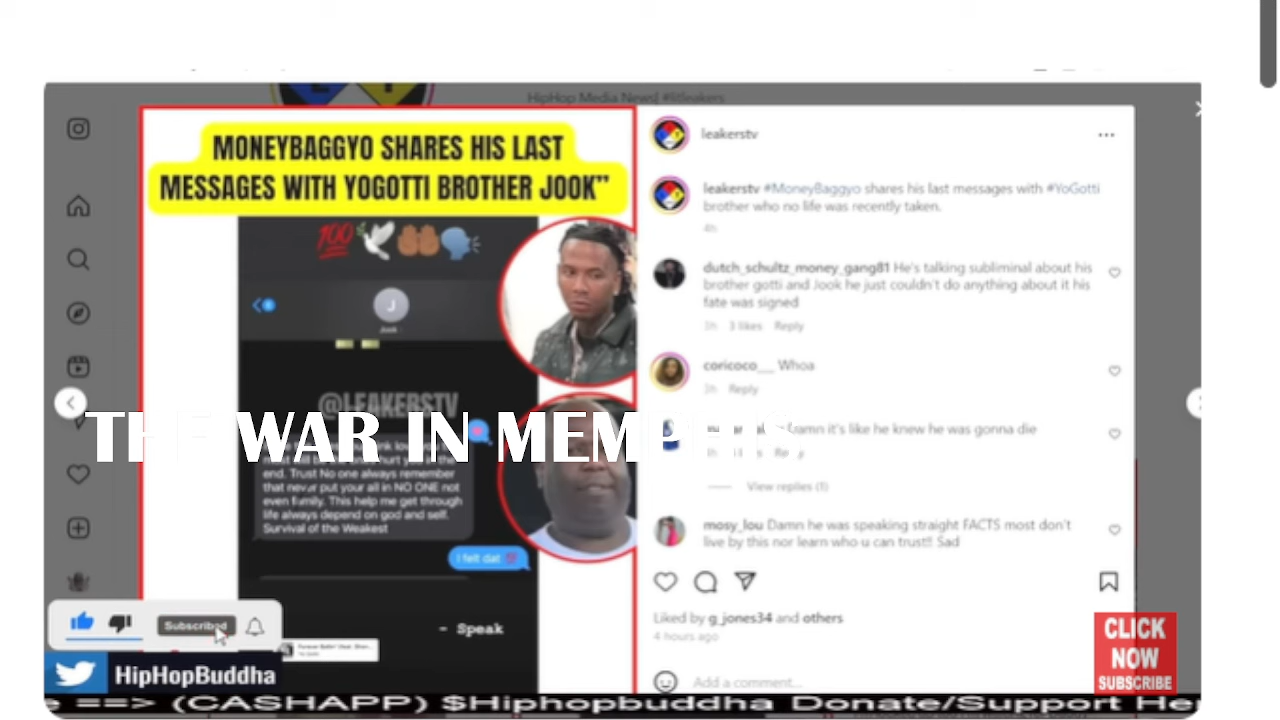 HipHop Media News| #litleakers
MONEYBAGGYO SHARES HIS LAST
MESSAGES WITH YOGOTTI BROTHER JOOK”
💯🕊️🙌🏾🗣️
J
Jook
@LEAKERSTV
end. Trust No one always remember
that never put your all in NO ONE not
even family. This help me get through
life always depend on god and self.
Survival of the Weakest
I felt dat 💯
- Speak
leakerstv
leakerstv #MoneyBaggyo shares his last messages with #YoGotti
brother who no life was recently taken.
4h
dutch_schultz_money_gang81 He's talking subliminal about his
brother gotti and Jook he just couldn't do anything about it his
fate was signed
3h 3 likes Reply
coricoco__ Whoa
3h Reply
Damn it's like he knew he was gonna die
View replies (1)
mosy_lou Damn he was speaking straight FACTS most don't
live by this nor learn who u can trust!! Sad
Liked by g_jones34 and others
4 hours ago
Add a comment...
THE WAR IN MEMPHIS
Subscribed
HipHopBuddha
CLICK
NOW
SUBSCRIBE
e ==> (CASHAPP) $Hiphopbuddha Donate/Support Her